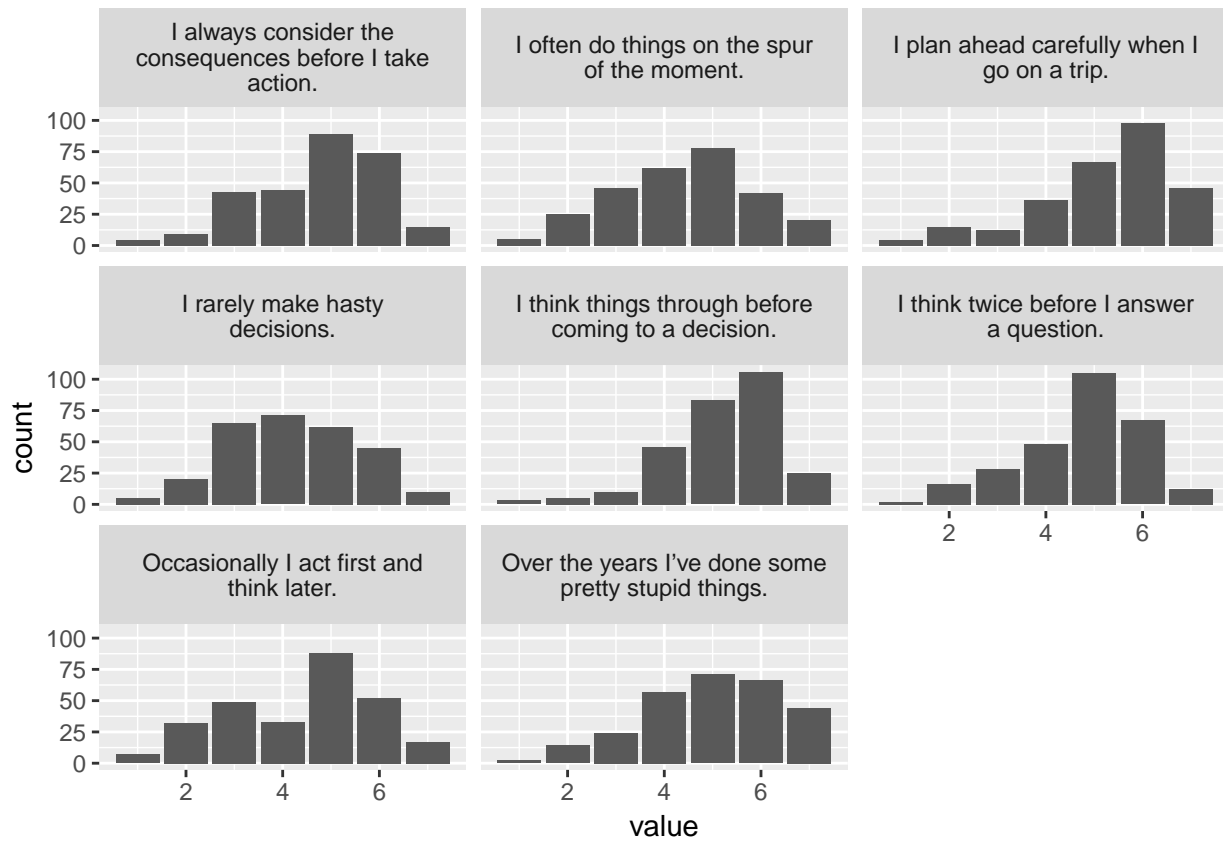 I always consider the
consequences before I take
action.
I often do things on the spur
of the moment.
I plan ahead carefully when I
go on a trip.
100
75
50
25
0
I rarely make hasty
decisions.
I think things through before
coming to a decision.
I think twice before I answer
a question.
100
75
50
25
0
2 4 6
Occasionally I act first and
think later.
Over the years I've done some
pretty stupid things.
100
75
50
25
0
2 4 6
2 4 6
count
value